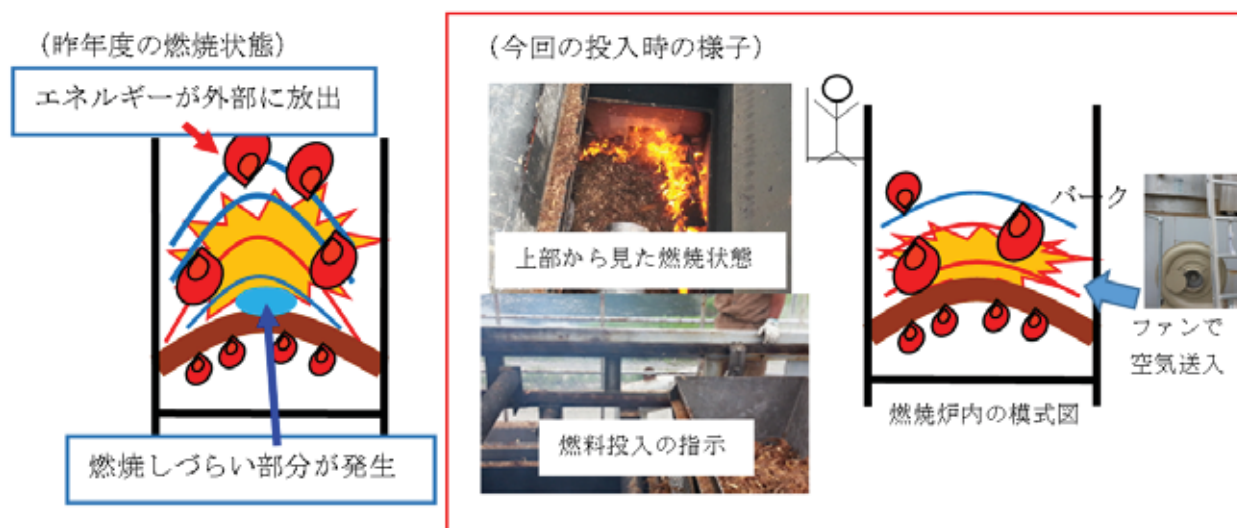 (昨年度の燃焼状態)
エネルギーが外部に放出
燃焼しづらい部分が発生
(今回の投入時の様子)
上部から見た燃焼状態
燃料投入の指示
バーク
ファンで
空気送入
燃焼炉内の模式図